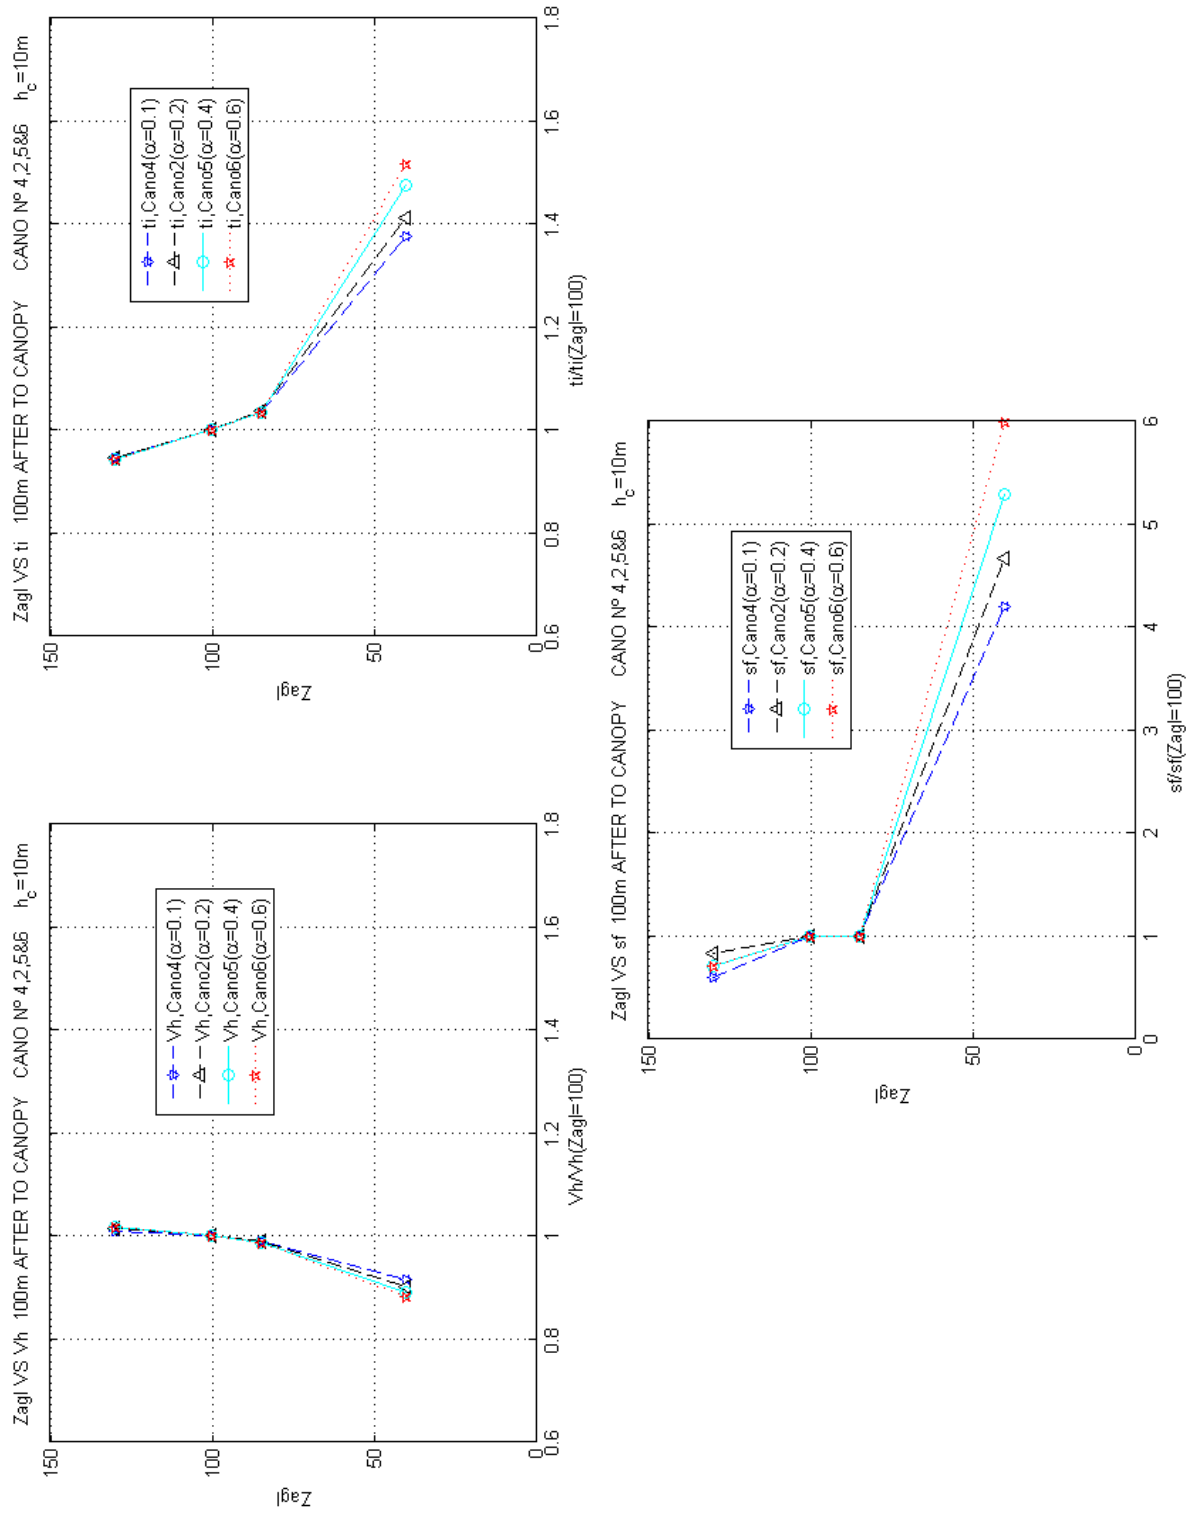 Zagl VS Vh 100m AFTER TO CANOPY CANO Nº 4,2,5&6 h_c=10m
150
100
50
0
Zagl
Vh,Cano4(α=0.1)
Vh,Cano2(α=0.2)
Vh,Cano5(α=0.4)
Vh,Cano6(α=0.6)
0.6
0.8
1
1.2
1.4
1.6
1.8
Vh/Vh(Zagl=100)
Zagl VS ti 100m AFTER TO CANOPY CANO Nº 4,2,5&6 h_c=10m
150
100
50
0
Zagl
ti,Cano4(α=0.1)
ti,Cano2(α=0.2)
ti,Cano5(α=0.4)
ti,Cano6(α=0.6)
0.6
0.8
1
1.2
1.4
1.6
1.8
ti/ti(Zagl=100)
Zagl VS sf 100m AFTER TO CANOPY CANO Nº 4,2,5&6 h_c=10m
150
100
50
0
Zagl
sf,Cano4(α=0.1)
sf,Cano2(α=0.2)
sf,Cano5(α=0.4)
sf,Cano6(α=0.6)
0
1
2
3
4
5
6
sf/sf(Zagl=100)